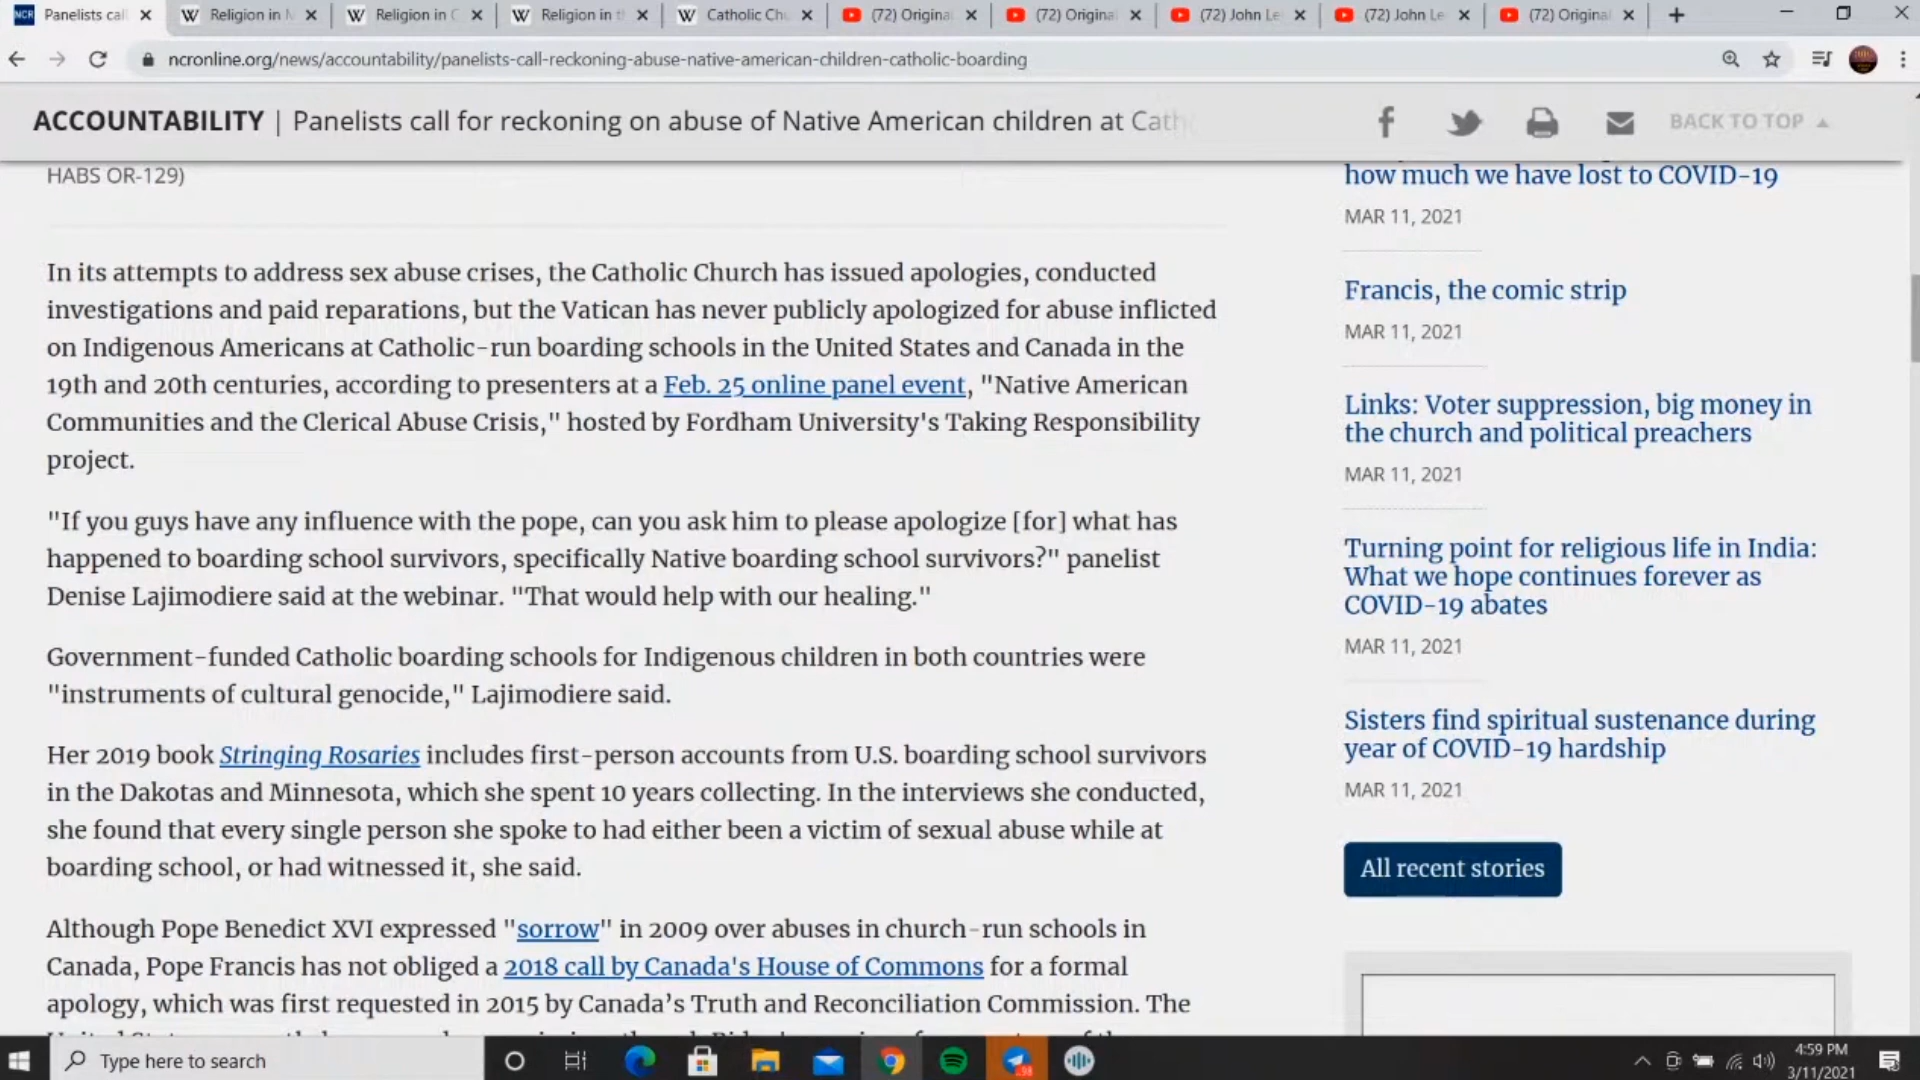 NCR Panelists cal
W Religion in
W Religion in C
W Religion in t
W Catholic Chu
(72) Origina
(72) Origina
(72) John Le
(72) John Le
(72) Origina
ncronline.org/news/accountability/panelists-call-reckoning-abuse-native-american-children-catholic-boarding
ACCOUNTABILITY | Panelists call for reckoning on abuse of Native American children at Cath
BACK TO TOP
HABS OR-129)
In its attempts to address sex abuse crises, the Catholic Church has issued apologies, conducted
investigations and paid reparations, but the Vatican has never publicly apologized for abuse inflicted
on Indigenous Americans at Catholic-run boarding schools in the United States and Canada in the
19th and 20th centuries, according to presenters at a Feb. 25 online panel event, "Native American
Communities and the Clerical Abuse Crisis," hosted by Fordham University's Taking Responsibility
project.
"If you guys have any influence with the pope, can you ask him to please apologize [for] what has
happened to boarding school survivors, specifically Native boarding school survivors?" panelist
Denise Lajimodiere said at the webinar. "That would help with our healing."
Government-funded Catholic boarding schools for Indigenous children in both countries were
"instruments of cultural genocide," Lajimodiere said.
Her 2019 book Stringing Rosaries includes first-person accounts from U.S. boarding school survivors
in the Dakotas and Minnesota, which she spent 10 years collecting. In the interviews she conducted,
she found that every single person she spoke to had either been a victim of sexual abuse while at
boarding school, or had witnessed it, she said.
Although Pope Benedict XVI expressed "sorrow" in 2009 over abuses in church-run schools in
Canada, Pope Francis has not obliged a 2018 call by Canada's House of Commons for a formal
apology, which was first requested in 2015 by Canada's Truth and Reconciliation Commission. The
how much we have lost to COVID-19
MAR 11, 2021
Francis, the comic strip
MAR 11, 2021
Links: Voter suppression, big money in
the church and political preachers
MAR 11, 2021
Turning point for religious life in India:
What we hope continues forever as
COVID-19 abates
MAR 11, 2021
Sisters find spiritual sustenance during
year of COVID-19 hardship
MAR 11, 2021
All recent stories
Type here to search
98
4:59 PM
3/11/2021